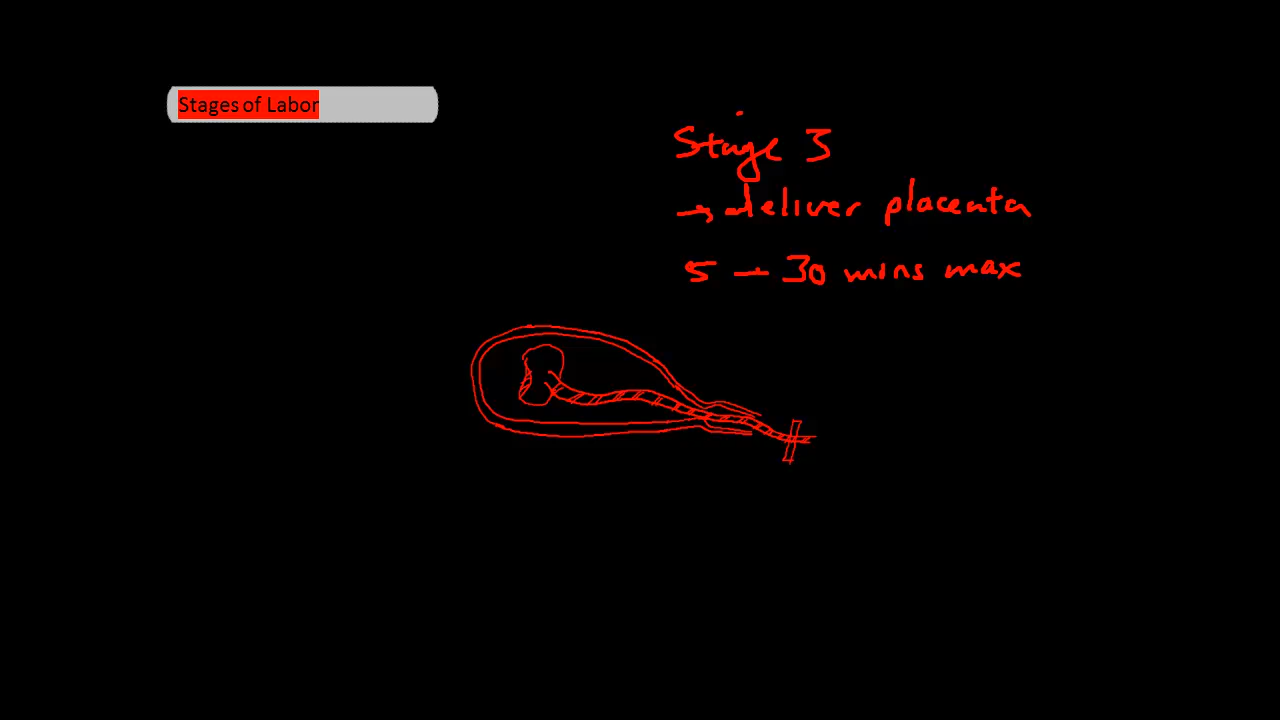 Stages of Labor
Stage 3
→ deliver placenta
5 - 30 mins max